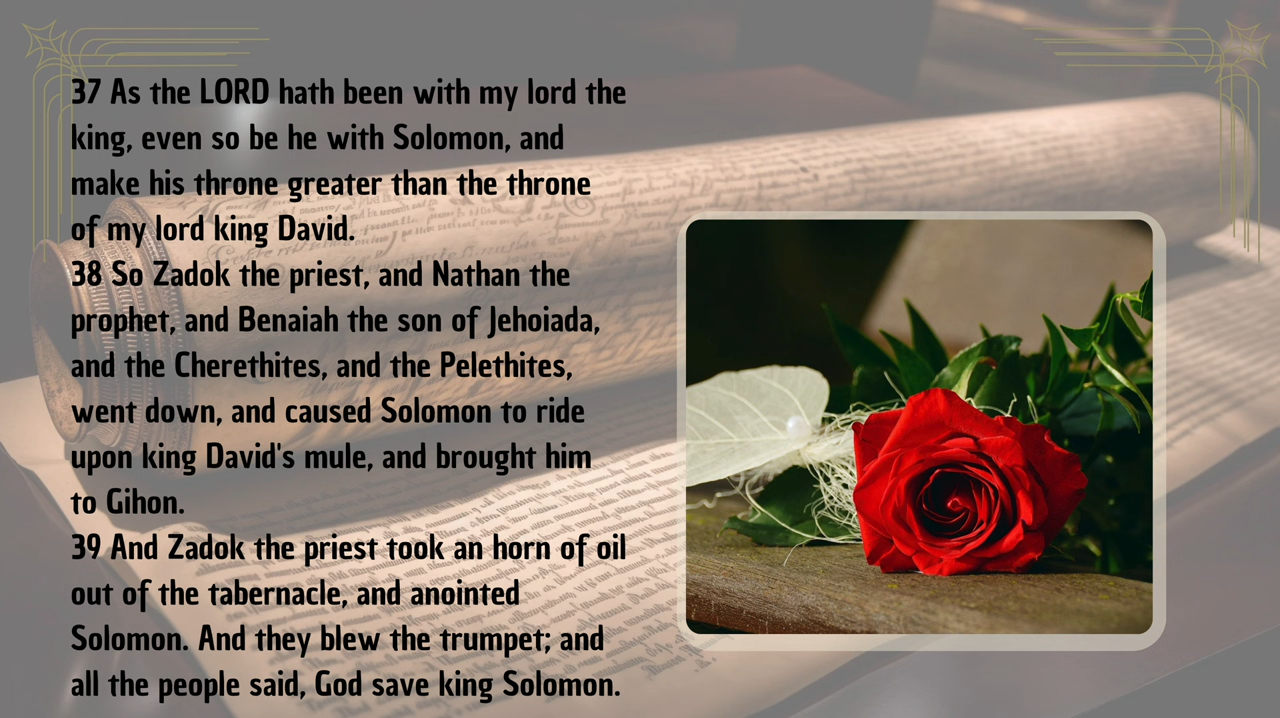 37 As the LORD hath been with my lord the
king, even so be he with Solomon, and
make his throne greater than the throne
of my lord king David.
38 So Zadok the priest, and Nathan the
prophet, and Benaiah the son of Jehoiada,
and the Cherethites, and the Pelethites,
went down, and caused Solomon to ride
upon king David's mule, and brought him
to Gihon.
39 And Zadok the priest took an horn of oil
out of the tabernacle, and anointed
Solomon. And they blew the trumpet; and
all the people said, God save king Solomon.